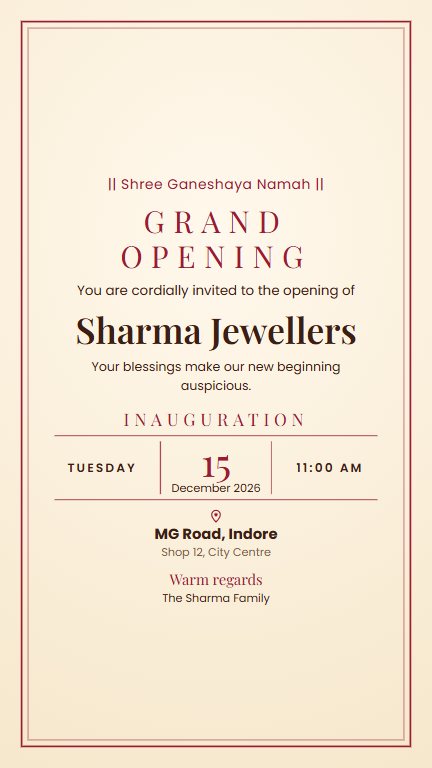 || Shree Ganeshaya Namah ||
GRAND
OPENING
You are cordially invited to the opening of
Sharma Jewellers
Your blessings make our new beginning
auspicious.
INAUGURATION
TUESDAY
15
December 2026
11:00 AM
MG Road, Indore
Shop 12, City Centre
Warm regards
The Sharma Family